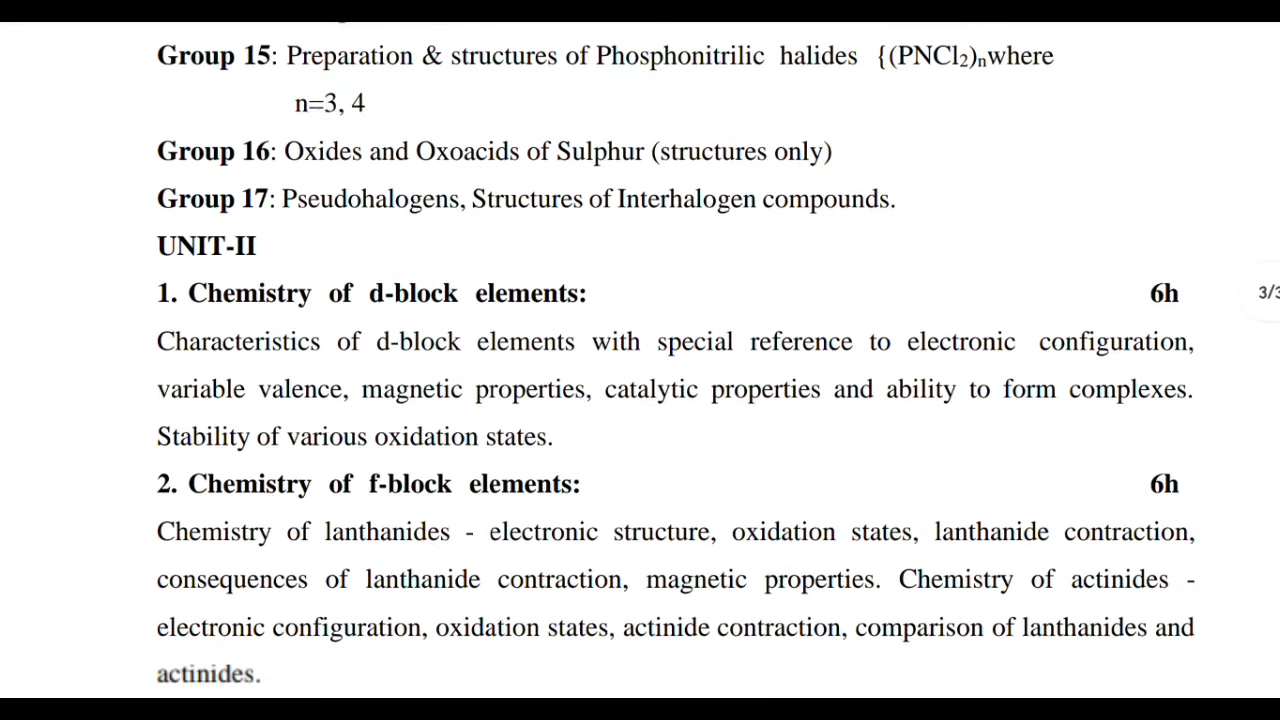 Group 15: Preparation & structures of Phosphonitrilic halides {(PNCl₂)ₙwhere
n=3, 4
Group 16: Oxides and Oxoacids of Sulphur (structures only)
Group 17: Pseudohalogens, Structures of Interhalogen compounds.
UNIT-II
1. Chemistry of d-block elements: 6h
3/3
Characteristics of d-block elements with special reference to electronic configuration,
variable valence, magnetic properties, catalytic properties and ability to form complexes.
Stability of various oxidation states.
2. Chemistry of f-block elements: 6h
Chemistry of lanthanides - electronic structure, oxidation states, lanthanide contraction,
consequences of lanthanide contraction, magnetic properties. Chemistry of actinides -
electronic configuration, oxidation states, actinide contraction, comparison of lanthanides and
actinides.